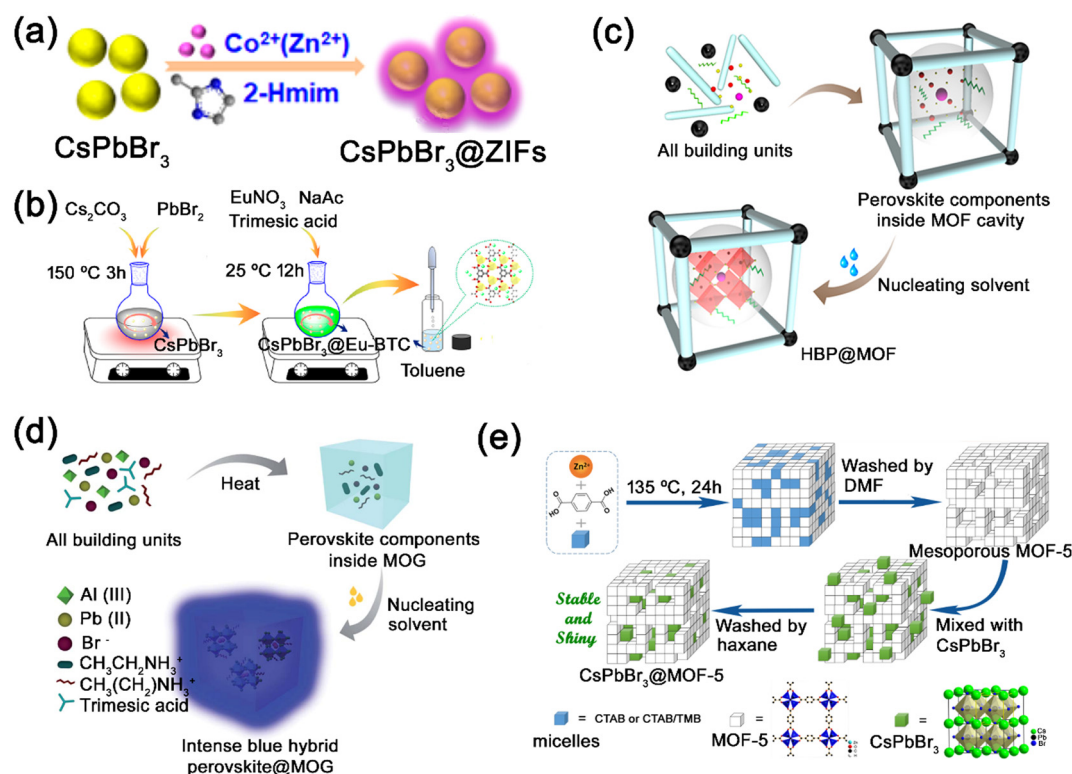 (a)
Co²⁺(Zn²⁺)
2-Hmim
CsPbBr₃
CsPbBr₃@ZIFs
(b)
Cs₂CO₃
PbBr₂
EuNO₃ NaAc
Trimesic acid
150 ºC 3h
25 ºC 12h
CsPbBr₃
CsPbBr₃@Eu-BTC
Toluene
(c)
All building units
Perovskite components
inside MOF cavity
Nucleating solvent
HBP@MOF
(d)
Heat
All building units
Perovskite components
inside MOG
Nucleating
solvent
Al (III)
Pb (II)
Br⁻
CH₃CH₂NH₃⁺
CH₃(CH₂)NH₃⁺
Trimesic acid
Intense blue hybrid
perovskite@MOG
(e)
Zn²⁺
+
HO
O
O
OH
+
135 ºC, 24h
Washed by
DMF
Mesoporous MOF-5
Mixed with
CsPbBr₃
Washed by
haxane
Stable
and
Shiny
CsPbBr₃@MOF-5
= CTAB or CTAB/TMB
micelles
=
MOF-5
=
CsPbBr₃
Cs
Pb
Br